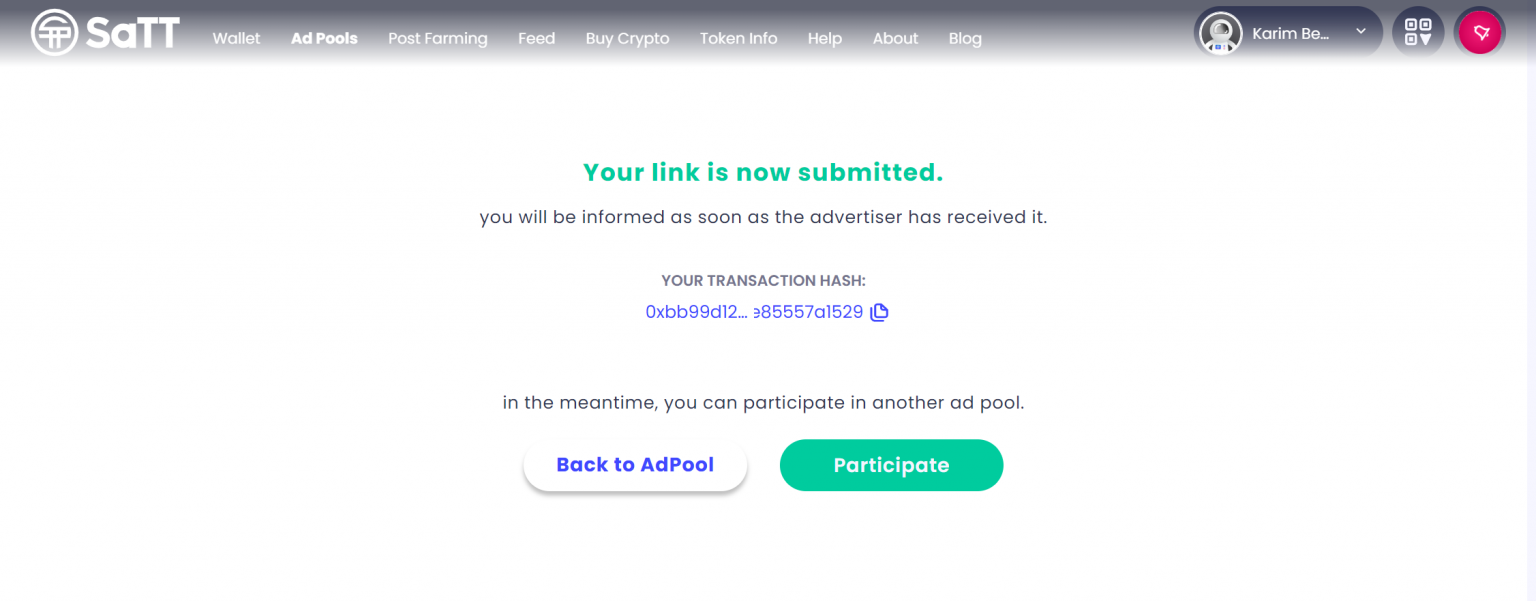 SaTT Wallet Ad Pools Post Farming Feed Buy Crypto Token Info Help About Blog Karim Be...
Your link is now submitted.
you will be informed as soon as the advertiser has received it.
YOUR TRANSACTION HASH:
0xbb99d12... e85557a1529
in the meantime, you can participate in another ad pool.
Back to AdPool Participate